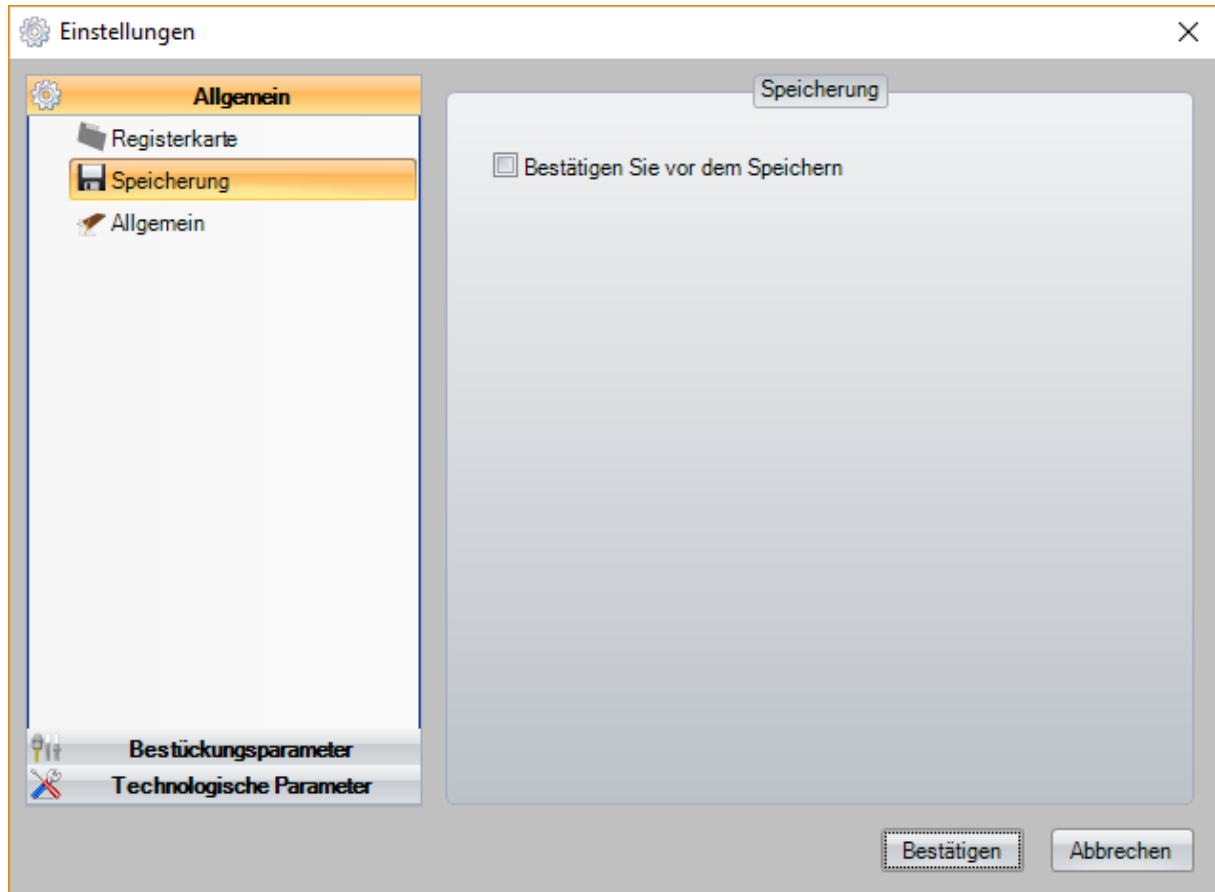 Einstellungen
Allgemein
Registerkarte
Speicherung
Allgemein
Bestückungsparameter
Technologische Parameter
Speicherung
Bestätigen Sie vor dem Speichern
Bestätigen
Abbrechen